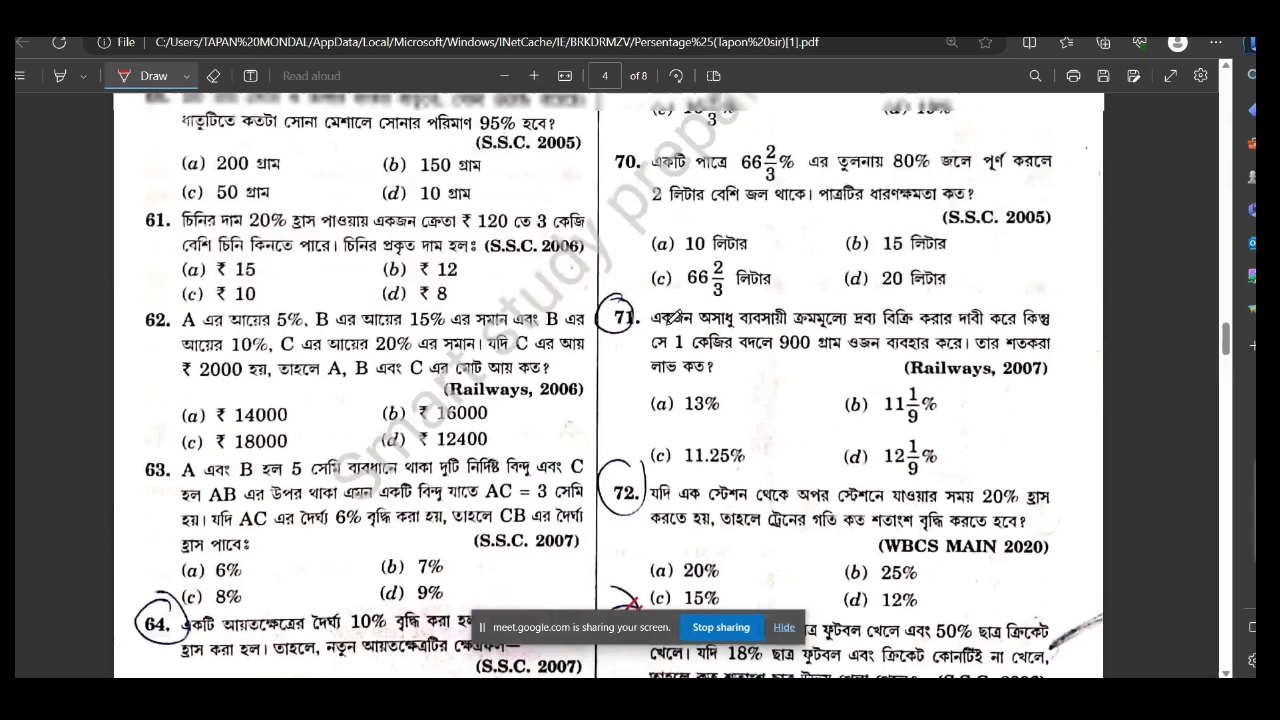 File C:/Users/TAPAN%20MONDAL/AppData/Local/Microsoft/Windows/INetCache/IE/BRKDRMZV/Persentage%25(Tapon%20sir)[1].pdf
Draw Read aloud 4 of 8
ধাতুটিতে কতটা সোনা মেশালে সোনার পরিমাণ 95% হবে?
(S.S.C. 2005)
(a) 200 গ্রাম (b) 150 গ্রাম
(c) 50 গ্রাম (d) 10 গ্রাম
61. চিনির দাম 20% হ্রাস পাওয়ায় একজন ক্রেতা ₹ 120 তে 3 কেজি
বেশি চিনি কিনতে পারে। চিনির প্রকৃত দাম হলঃ (S.S.C. 2006)
(a) ₹ 15 (b) ₹ 12
(c) ₹ 10 (d) ₹ 8
62. A এর আয়ের 5%, B এর আয়ের 15% এর সমান এবং B এর
আয়ের 10%, C এর আয়ের 20% এর সমান। যদি C এর আয়
₹ 2000 হয়, তাহলে A, B এবং C এর মোট আয় কত?
(Railways, 2006)
(a) ₹ 14000 (b) ₹ 16000
(c) ₹ 18000 (d) ₹ 12400
63. A এবং B হল 5 সেমি ব্যবধানে থাকা দুটি নির্দিষ্ট বিন্দু এবং C
হল AB এর উপর থাকা এমন একটি বিন্দু যাতে AC = 3 সেমি
হয়। যদি AC এর দৈর্ঘ্য 6% বৃদ্ধি করা হয়, তাহলে CB এর দৈর্ঘ্য
হ্রাস পাবেঃ (S.S.C. 2007)
(a) 6% (b) 7%
(c) 8% (d) 9%
64. একটি আয়তক্ষেত্রের দৈর্ঘ্য 10% বৃদ্ধি করা
হ্রাস করা হল। তাহলে, নতুন আয়তক্ষেত্রটির
(S.S.C. 2007)
70. একটি পাত্রে 66 2/3% এর তুলনায় 80% জলে পূর্ণ করলে
2 লিটার বেশি জল থাকে। পাত্রটির ধারণক্ষমতা কত?
(S.S.C. 2005)
(a) 10 লিটার (b) 15 লিটার
(c) 66 2/3 লিটার (d) 20 লিটার
71. একজন অসাধু ব্যবসায়ী ক্রমমূল্যে দ্রব্য বিক্রি করার দাবী করে কিন্তু
সে 1 কেজির বদলে 900 গ্রাম ওজন ব্যবহার করে। তার শতকরা
লাভ কত? (Railways, 2007)
(a) 13% (b) 11 1/9%
(c) 11.25% (d) 12 1/9%
72. যদি এক স্টেশন থেকে অপর স্টেশনে যাওয়ার সময় 20% হ্রাস
করতে হয়, তাহলে ট্রেনের গতি কত শতাংশ বৃদ্ধি করতে হবে?
(WBCS MAIN 2020)
(a) 20% (b) 25%
(c) 15% (d) 12%
ফুটবল খেলে এবং 50% ছাত্র ক্রিকেট
খেলে। যদি 18% ছাত্র ফুটবল এবং ক্রিকেট কোনটিই না খেলে,
meet.google.com is sharing your screen. Stop sharing Hide
Smart study prepar